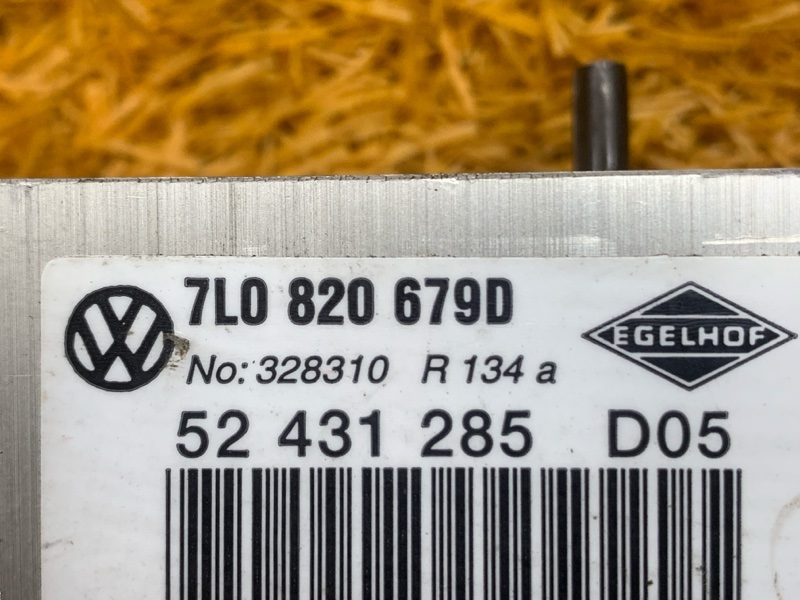 7L0 820 679D
No: 328310 R 134 a
EGELHOF
52 431 285 D05